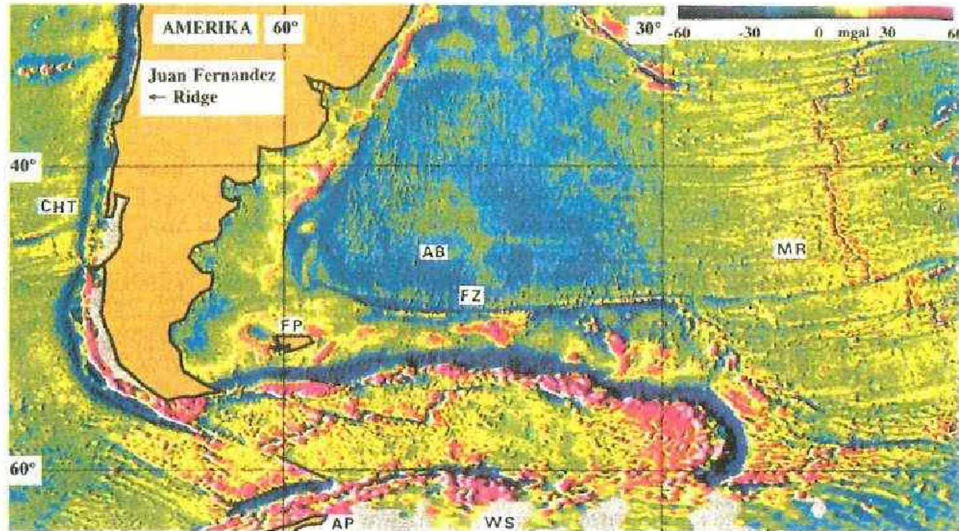 AMERIKA 60°
30°
-60 -30 0 mgal 30 60
Juan Fernandez
← Ridge
40°
CHT
AB
MR
FZ
FP
60°
AP
WS